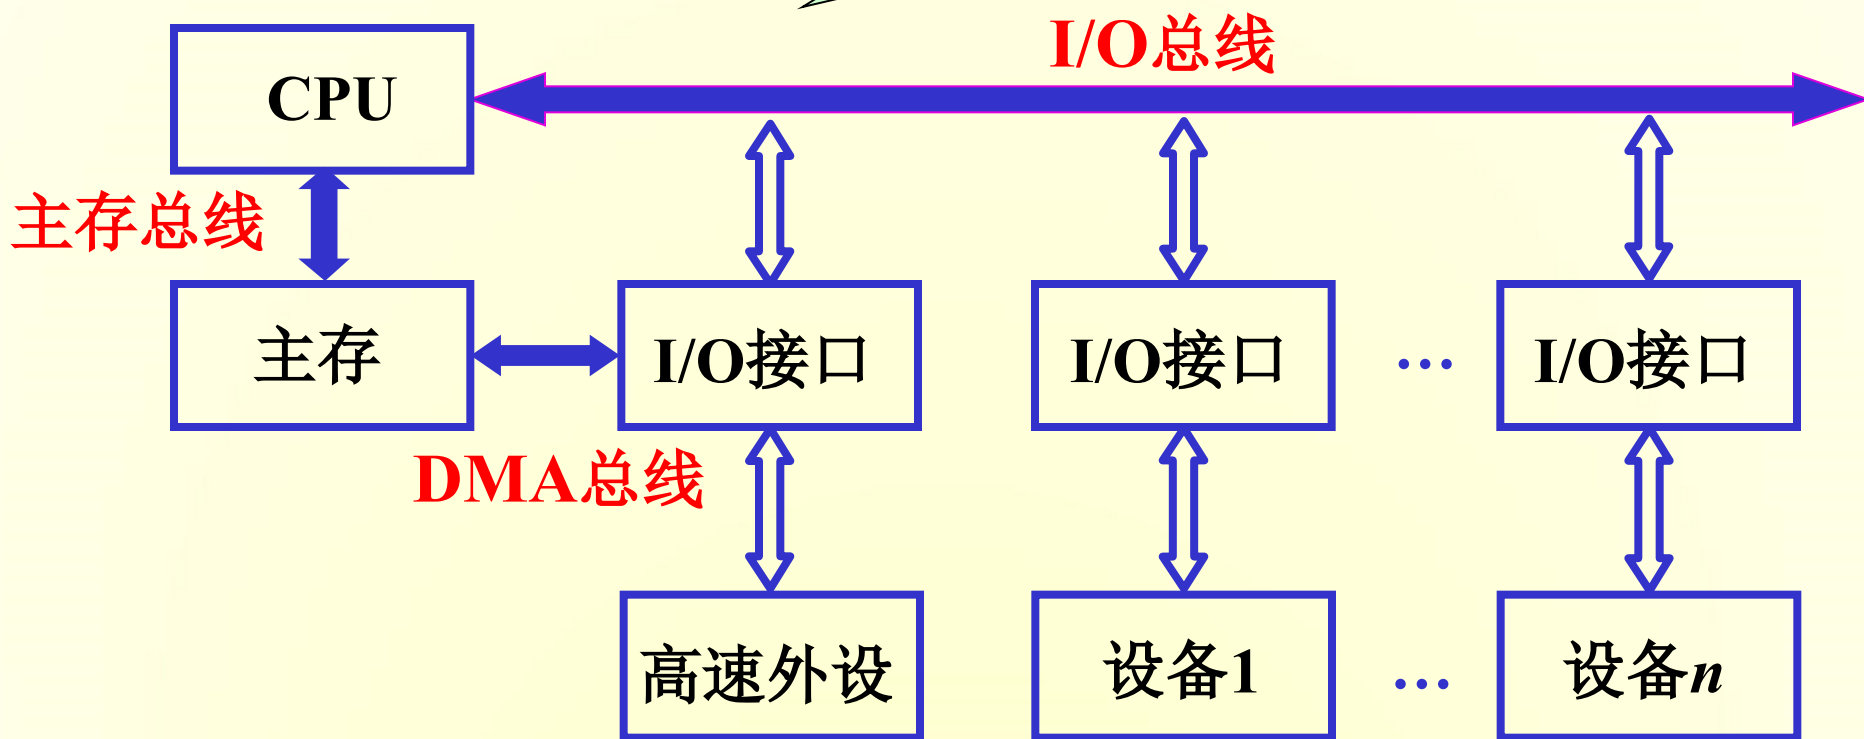 I/O总线
CPU
主存总线
主存
I/O接口
I/O接口
…
I/O接口
DMA总线
高速外设
设备1
…
设备n